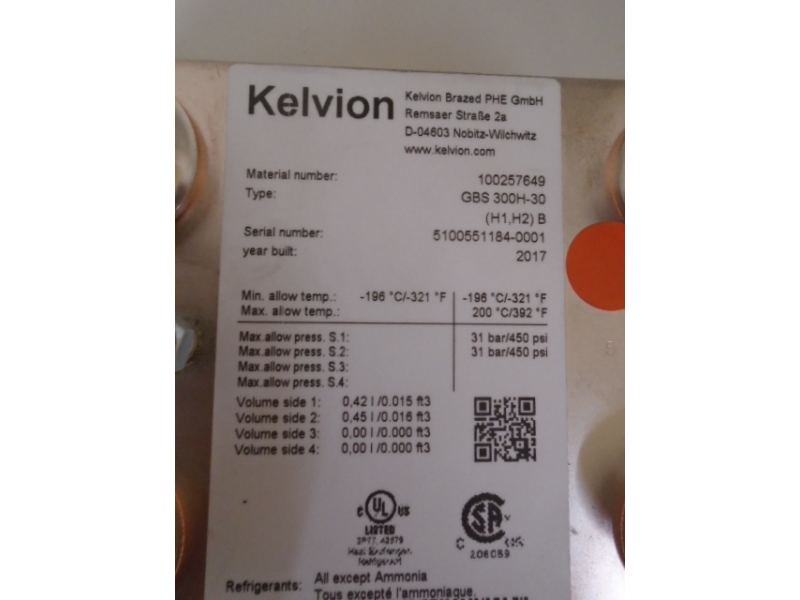 Kelvion
Kelvion Brazed PHE GmbH
Remsaer Straße 2a
D-04603 Nobitz-Wilchwitz
www.kelvion.com
Material number: 100257649
Type: GBS 300H-30
(H1,H2) B
Serial number: 5100551184-0001
year built: 2017
Min. allow temp.: -196 °C/-321 °F -196 °C/-321 °F
Max. allow temp.: 200 °C/392 °F
Max.allow press. S.1: 31 bar/450 psi
Max.allow press. S.2: 31 bar/450 psi
Max.allow press. S.3:
Max.allow press. S.4:
Volume side 1: 0,42 l /0.015 ft3
Volume side 2: 0,45 l /0.016 ft3
Volume side 3: 0,00 l /0.000 ft3
Volume side 4: 0,00 l /0.000 ft3
c UL US
LISTED
SA
C US
206089
Refrigerants: All except Ammonia
Tous excepté l'ammoniaque.